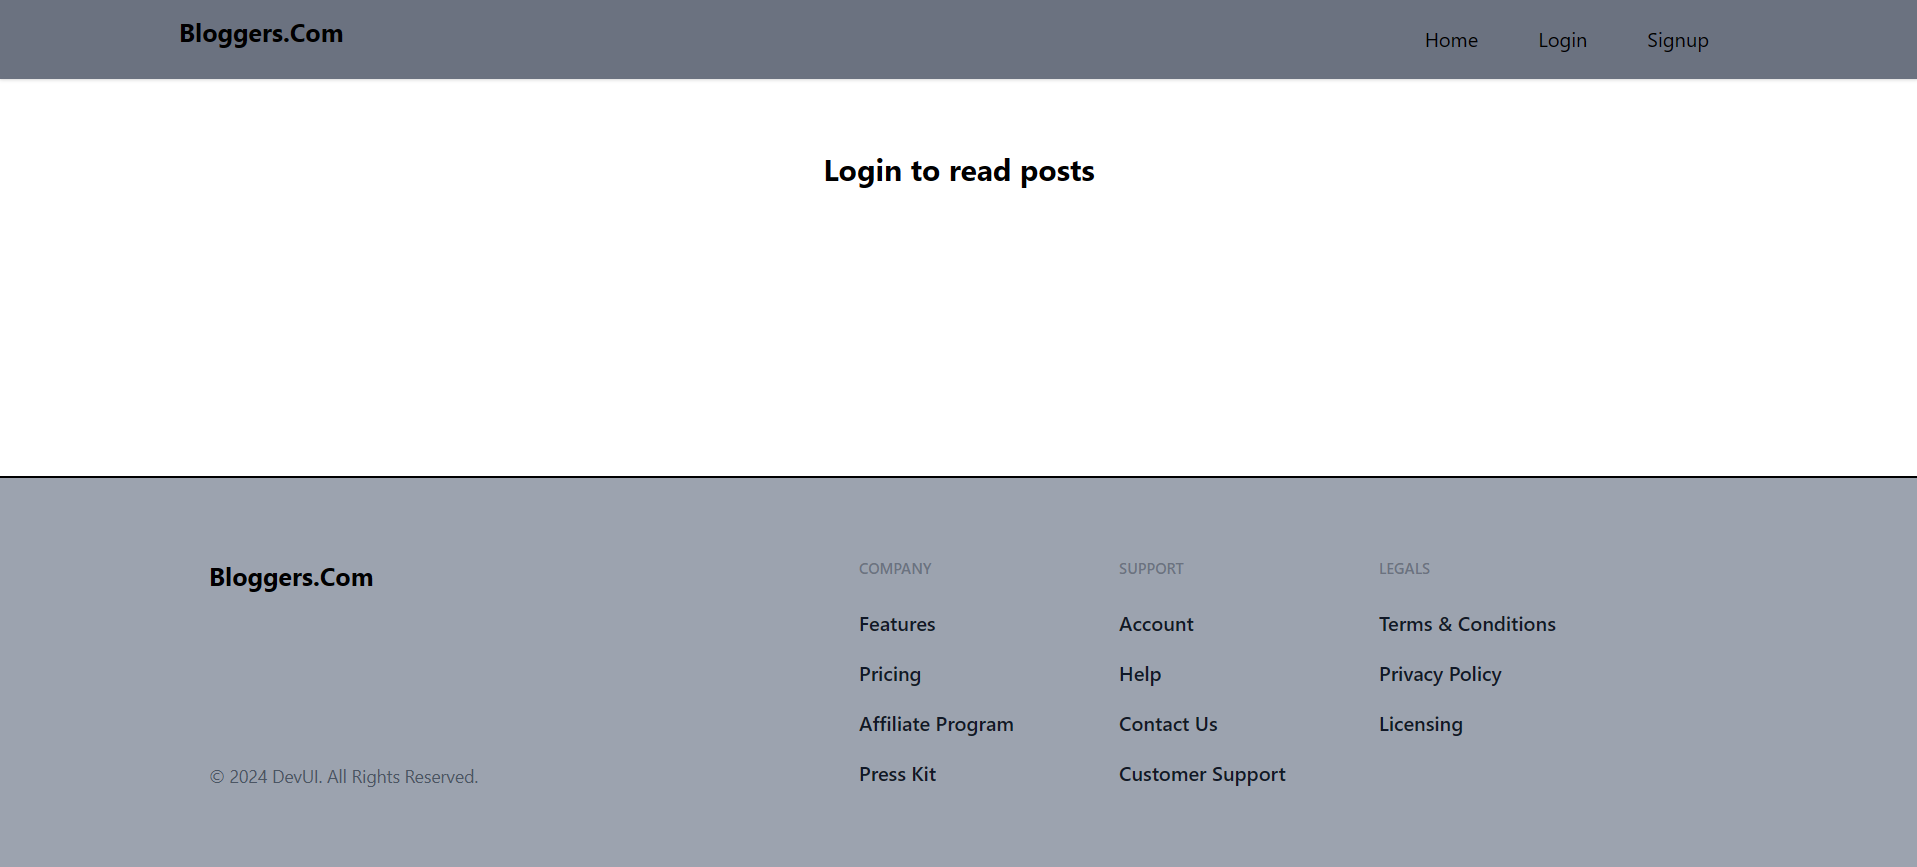 Bloggers.Com
Home Login Signup
Login to read posts
Bloggers.Com
© 2024 DevUI. All Rights Reserved.
COMPANY
Features
Pricing
Affiliate Program
Press Kit
SUPPORT
Account
Help
Contact Us
Customer Support
LEGALS
Terms & Conditions
Privacy Policy
Licensing